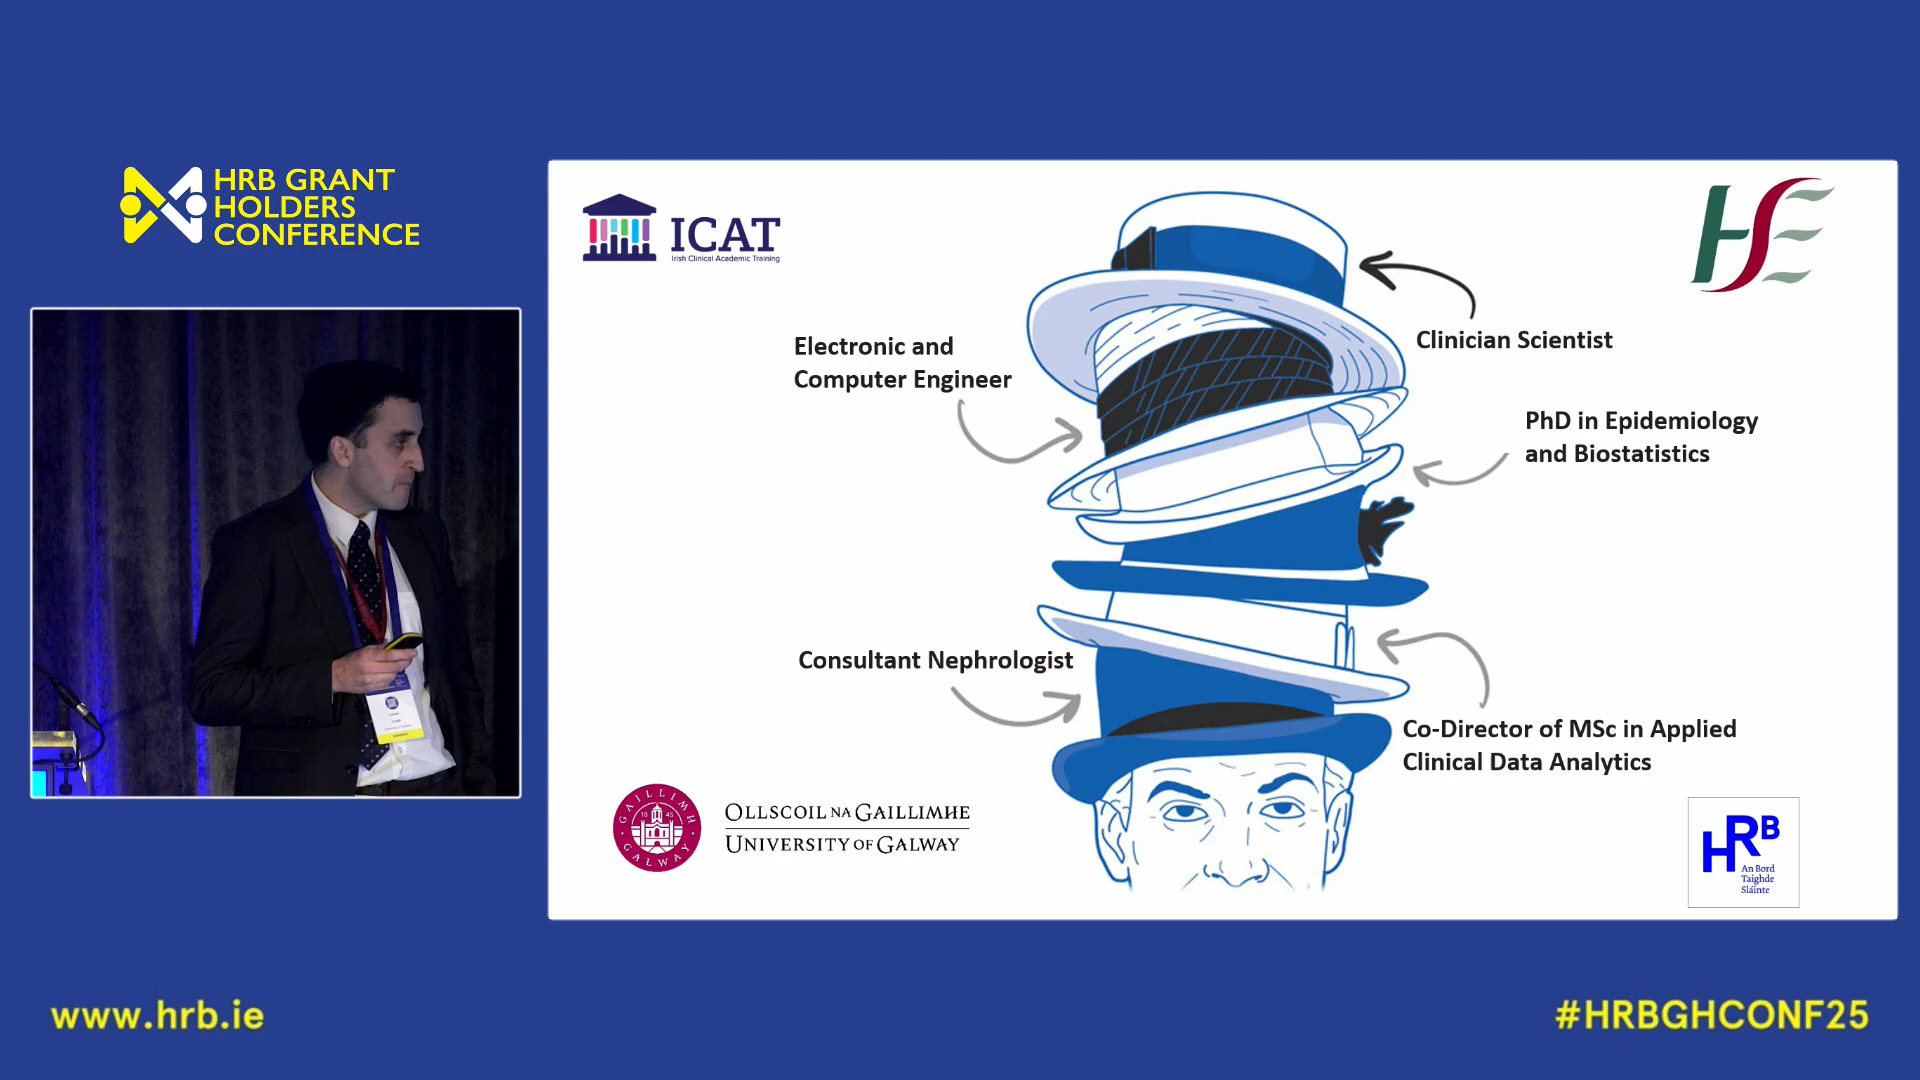 HRB GRANT
HOLDERS
CONFERENCE
ICAT
Irish Clinical Academic Training
HSE
Clinician Scientist
Electronic and
Computer Engineer
PhD in Epidemiology
and Biostatistics
Consultant Nephrologist
Co-Director of MSc in Applied
Clinical Data Analytics
GAILLIMH
1845
GALWAY
OLLSCOIL NA GAILLIMHE
UNIVERSITY OF GALWAY
HRB
An Bord
Taighde
Sláinte
www.hrb.ie
#HRBGHCONF25